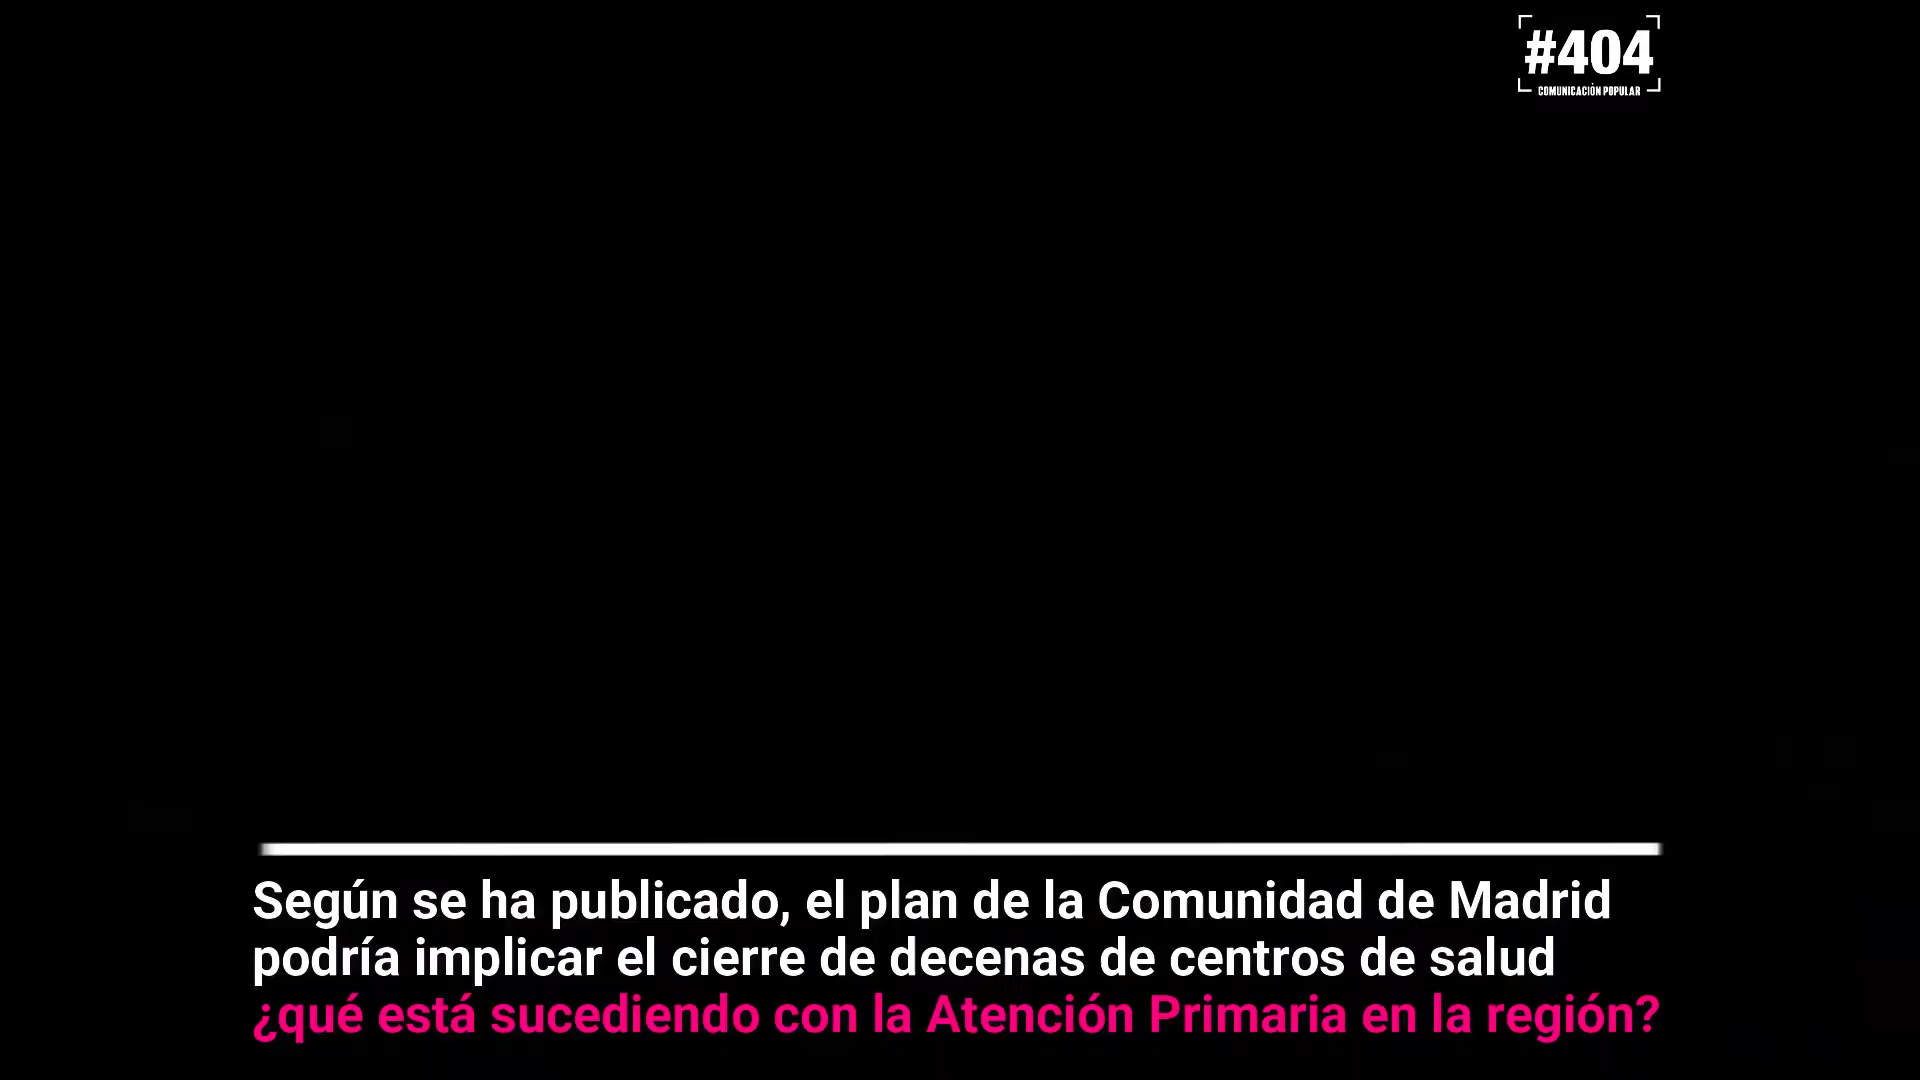 #404
COMUNICACIÓN POPULAR
Según se ha publicado, el plan de la Comunidad de Madrid
podría implicar el cierre de decenas de centros de salud
¿qué está sucediendo con la Atención Primaria en la región?